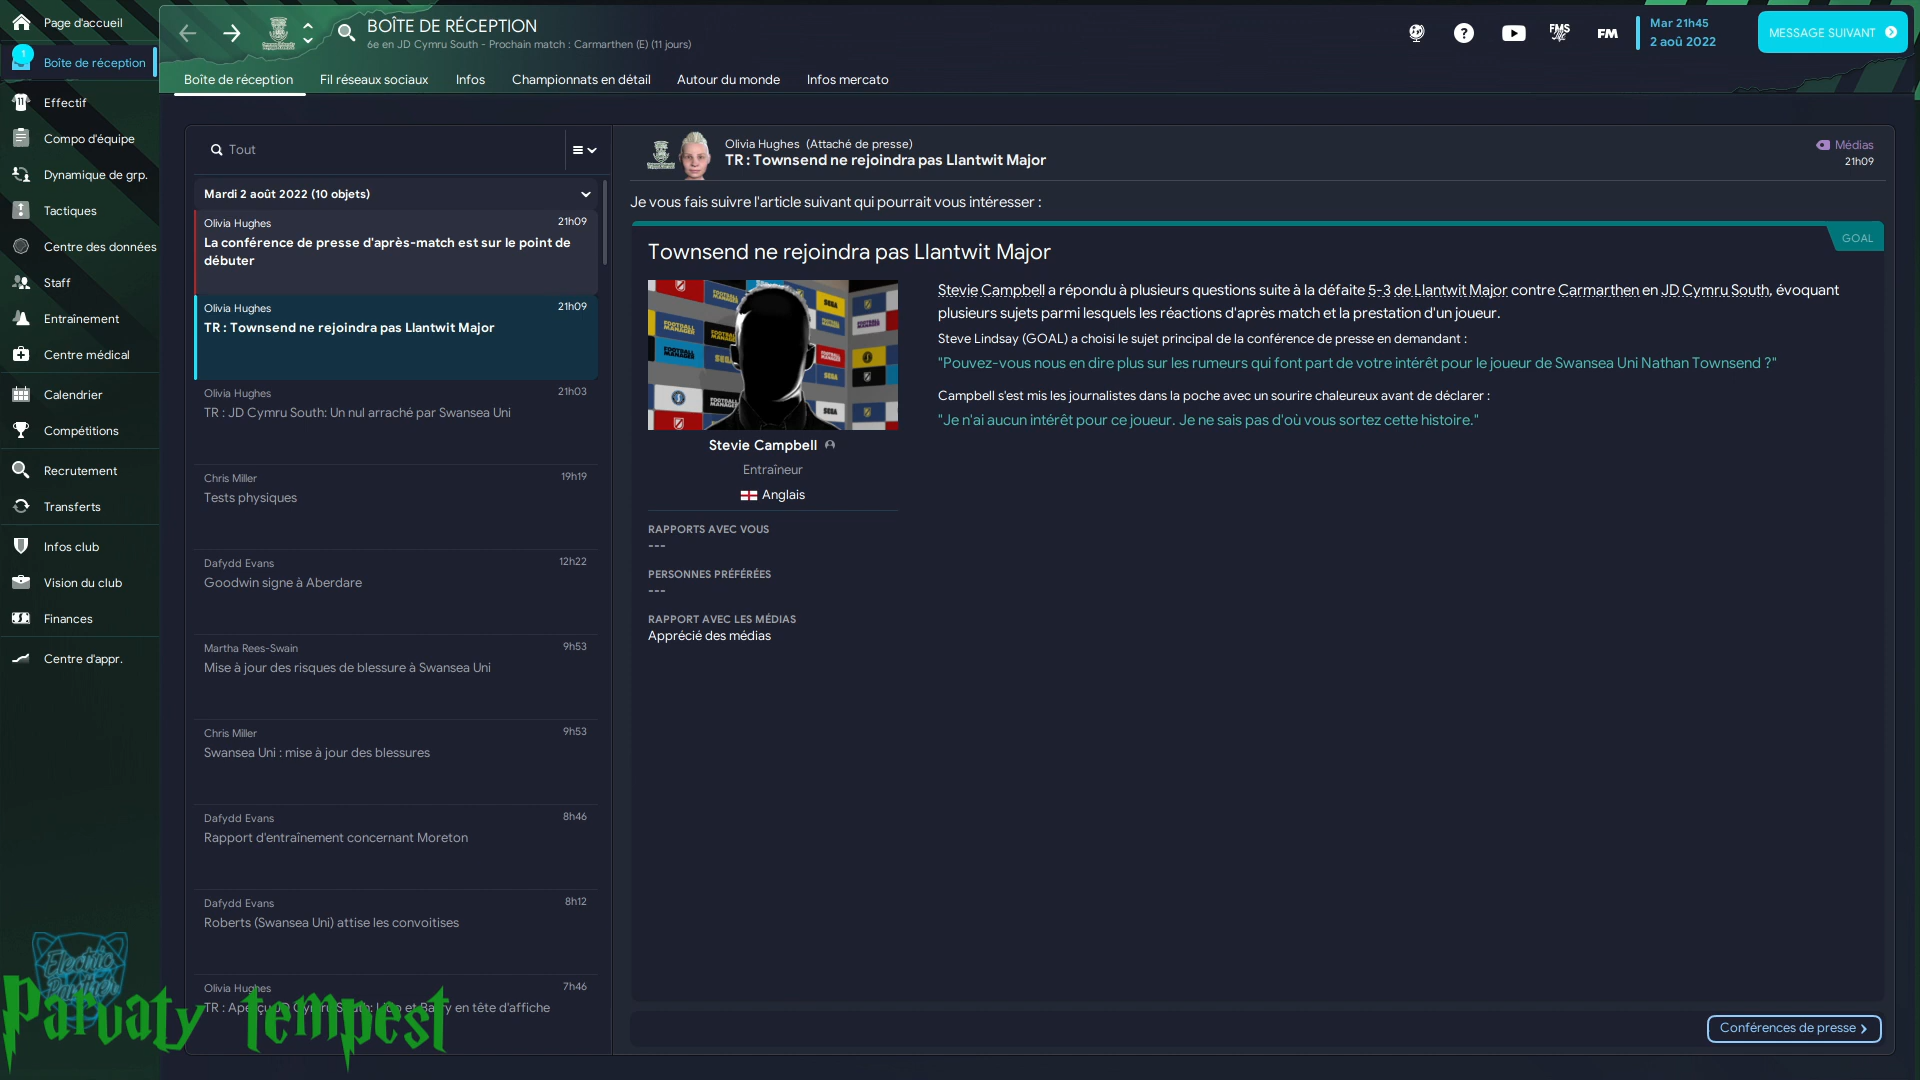 Page d'accueil
1
Boîte de réception
Effectif
Compo d'équipe
Dynamique de grp.
Tactiques
Centre des données
Staff
Entraînement
Centre médical
Calendrier
Compétitions
Recrutement
Transferts
Infos club
Vision du club
Finances
Centre d'appr.
BOÎTE DE RÉCEPTION
6e en JD Cymru South - Prochain match : Carmarthen (E) (11 jours)
FMS
FM
Mar 21h45
2 aoû 2022
MESSAGE SUIVANT
Boîte de réception
Fil réseaux sociaux
Infos
Championnats en détail
Autour du monde
Infos mercato
Tout
Mardi 2 août 2022 (10 objets)
Olivia Hughes 21h09
La conférence de presse d'après-match est sur le point de
débuter
Olivia Hughes 21h09
TR : Townsend ne rejoindra pas Llantwit Major
Olivia Hughes 21h03
TR : JD Cymru South: Un nul arraché par Swansea Uni
Chris Miller 19h19
Tests physiques
Dafydd Evans 12h22
Goodwin signe à Aberdare
Martha Rees-Swain 9h53
Mise à jour des risques de blessure à Swansea Uni
Chris Miller 9h53
Swansea Uni : mise à jour des blessures
Dafydd Evans 8h46
Rapport d'entraînement concernant Moreton
Dafydd Evans 8h12
Roberts (Swansea Uni) attise les convoitises
Olivia Hughes 7h46
TR : Aperçu JD Cymru South: et en tête d'affiche
Olivia Hughes (Attaché de presse)
TR : Townsend ne rejoindra pas Llantwit Major
Médias
21h09
Je vous fais suivre l'article suivant qui pourrait vous intéresser :
GOAL
Townsend ne rejoindra pas Llantwit Major
Stevie Campbell
Entraîneur
Anglais
RAPPORTS AVEC VOUS
---
PERSONNES PRÉFÉRÉES
---
RAPPORT AVEC LES MÉDIAS
Apprécié des médias
Stevie Campbell a répondu à plusieurs questions suite à la défaite 5-3 de Llantwit Major contre Carmarthen en JD Cymru South, évoquant
plusieurs sujets parmi lesquels les réactions d'après match et la prestation d'un joueur.
Steve Lindsay (GOAL) a choisi le sujet principal de la conférence de presse en demandant :
"Pouvez-vous nous en dire plus sur les rumeurs qui font part de votre intérêt pour le joueur de Swansea Uni Nathan Townsend ?"
Campbell s'est mis les journalistes dans la poche avec un sourire chaleureux avant de déclarer :
"Je n'ai aucun intérêt pour ce joueur. Je ne sais pas d'où vous sortez cette histoire."
Conférences de presse
Electric
Panther
Parvaty tempest